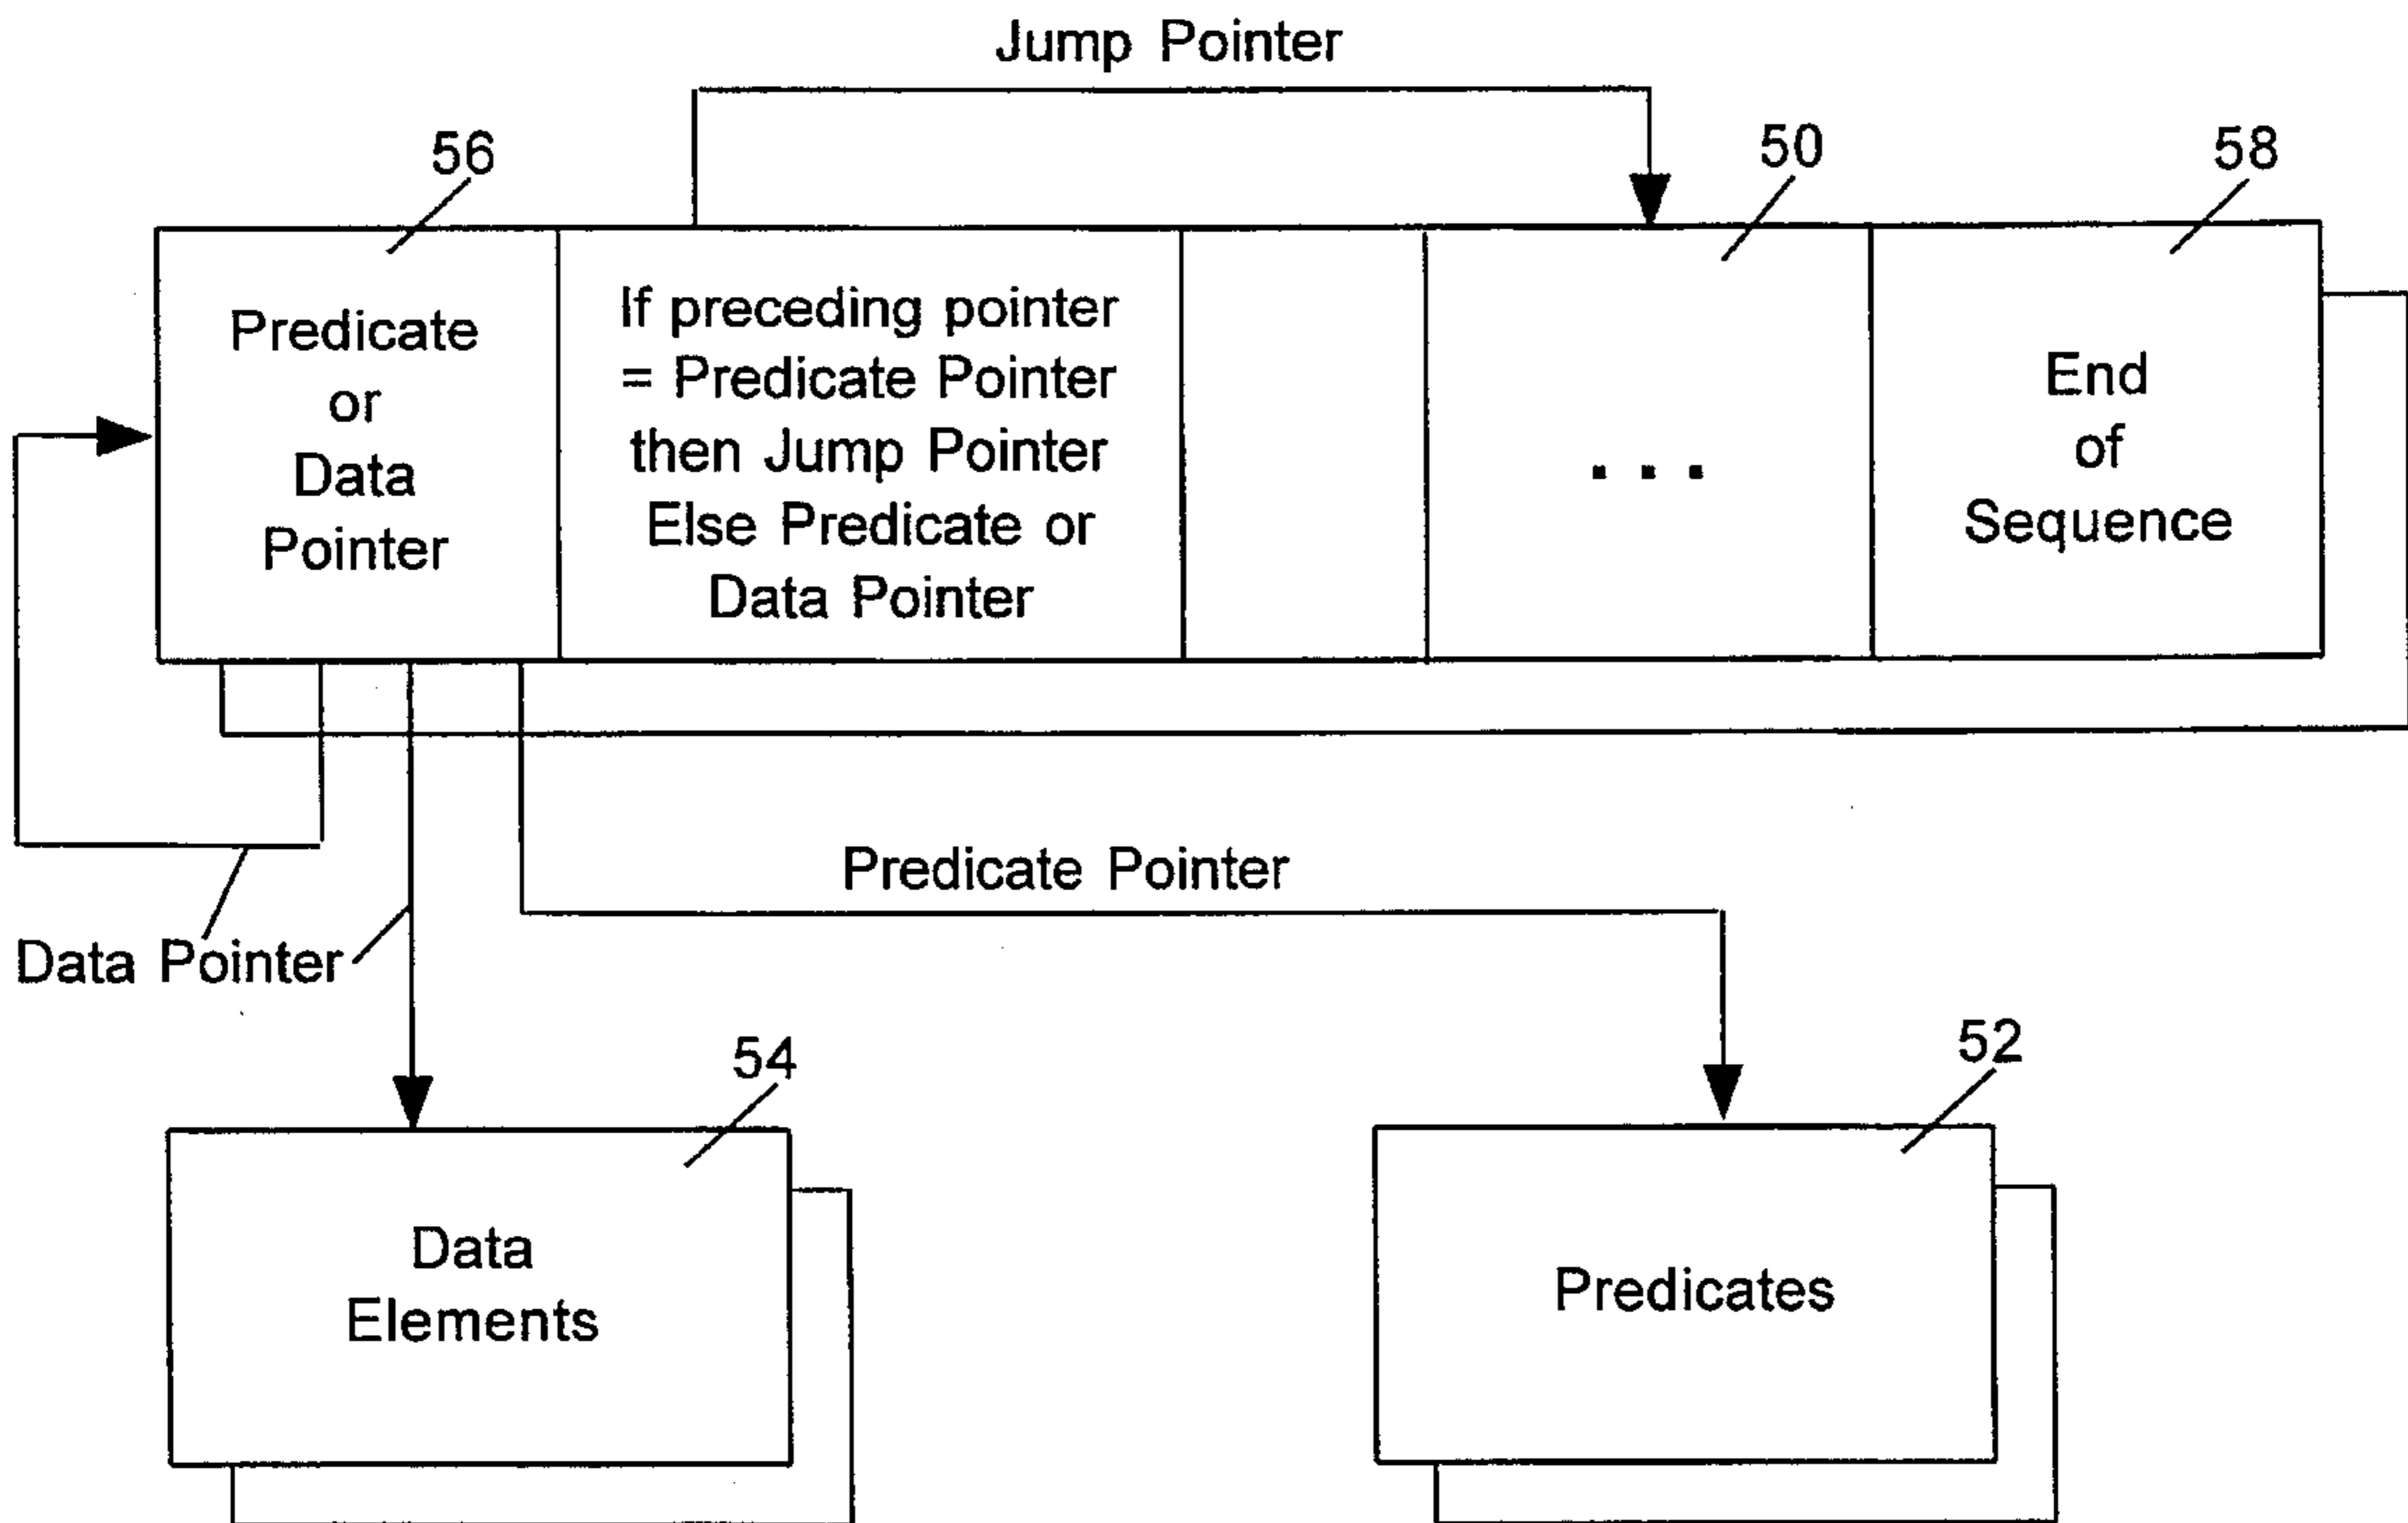 Jump Pointer
56
50
58
Predicate
or
Data
Pointer
If preceding pointer
= Predicate Pointer
then Jump Pointer
Else Predicate or
Data Pointer
. . .
End
of
Sequence
Predicate Pointer
Data Pointer
54
52
Data
Elements
Predicates